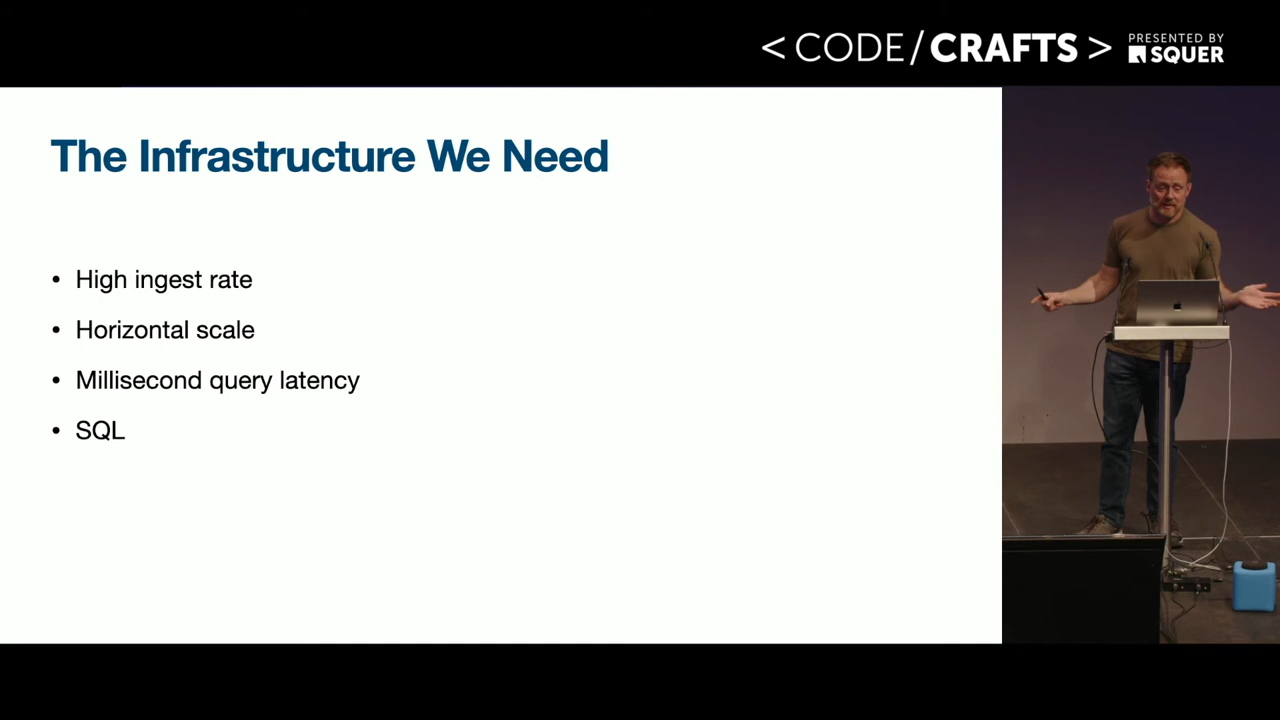 < CODE/CRAFTS >
PRESENTED BY
SQUER
The Infrastructure We Need
• High ingest rate
• Horizontal scale
• Millisecond query latency
• SQL